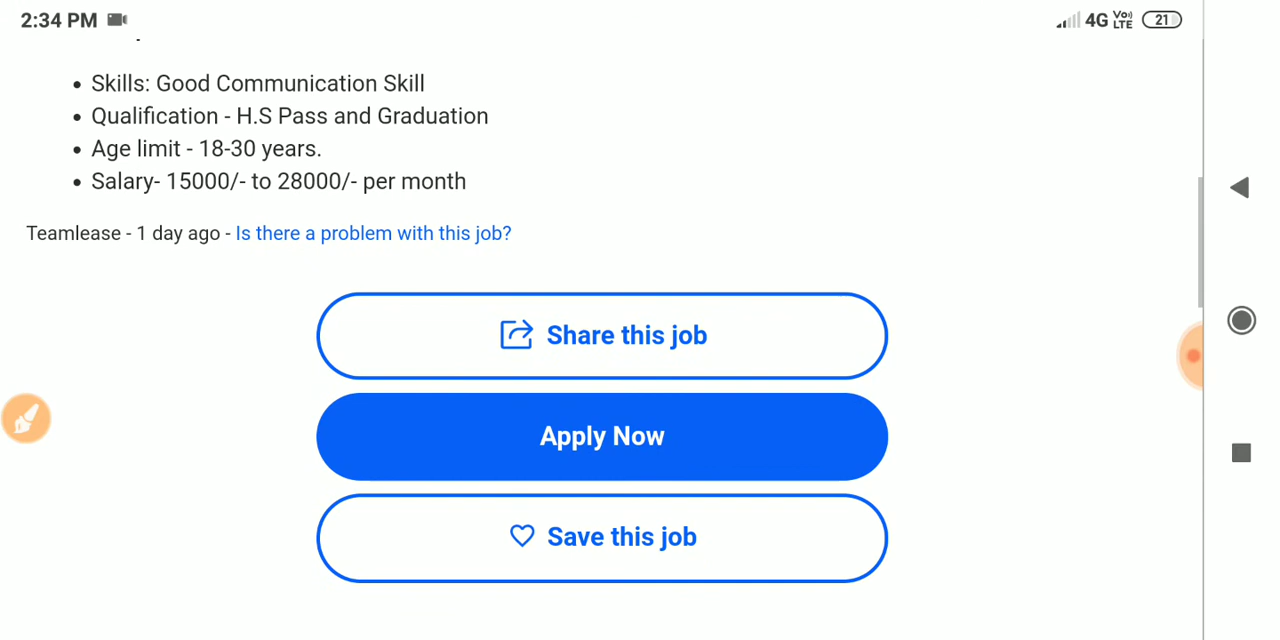 2:34 PM 4G Vo) LTE 21
Skills: Good Communication Skill
Qualification - H.S Pass and Graduation
Age limit - 18-30 years.
Salary- 15000/- to 28000/- per month
Teamlease - 1 day ago - Is there a problem with this job?
Share this job
Apply Now
Save this job